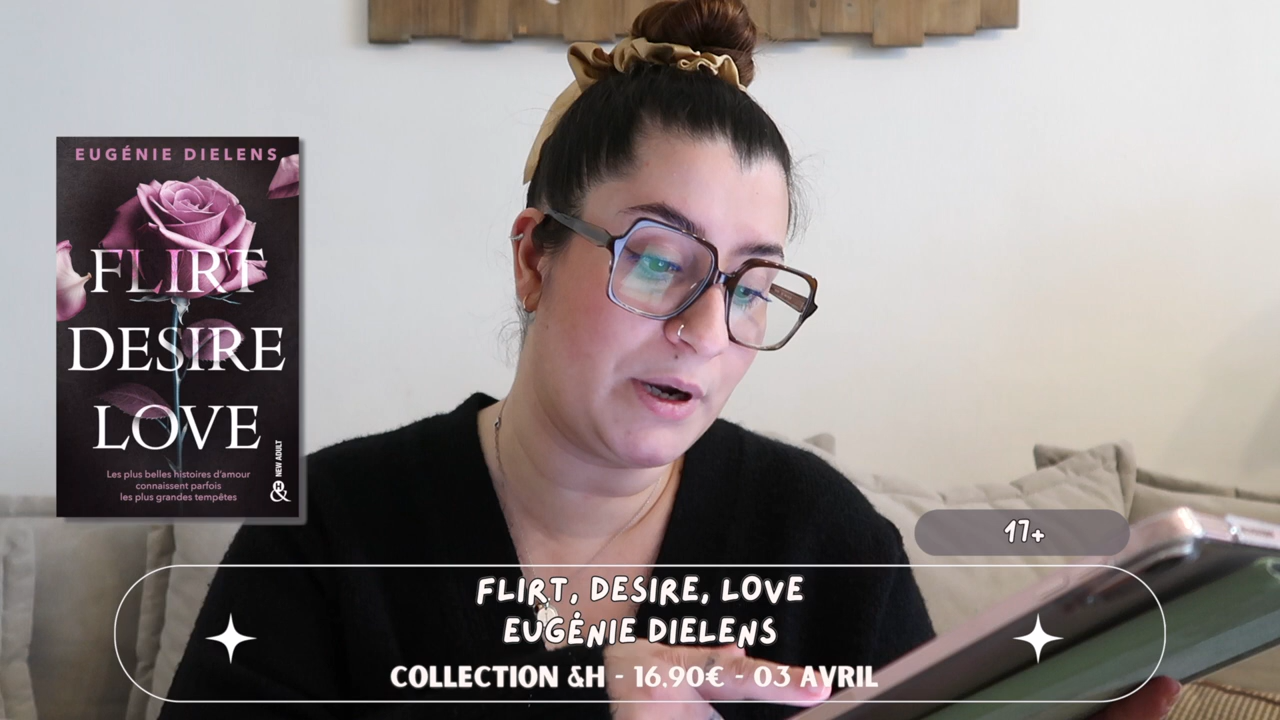 EUGÉNIE DIELENS
FLIRT
DESIRE
LOVE
Les plus belles histoires d'amour
connaissent parfois
les plus grandes tempêtes
&H NEW ADULT
17+
FLIRT, DESIRE, LOVE
EUGÉNIE DIELENS
COLLECTION &H - 16.90€ - 03 AVRIL